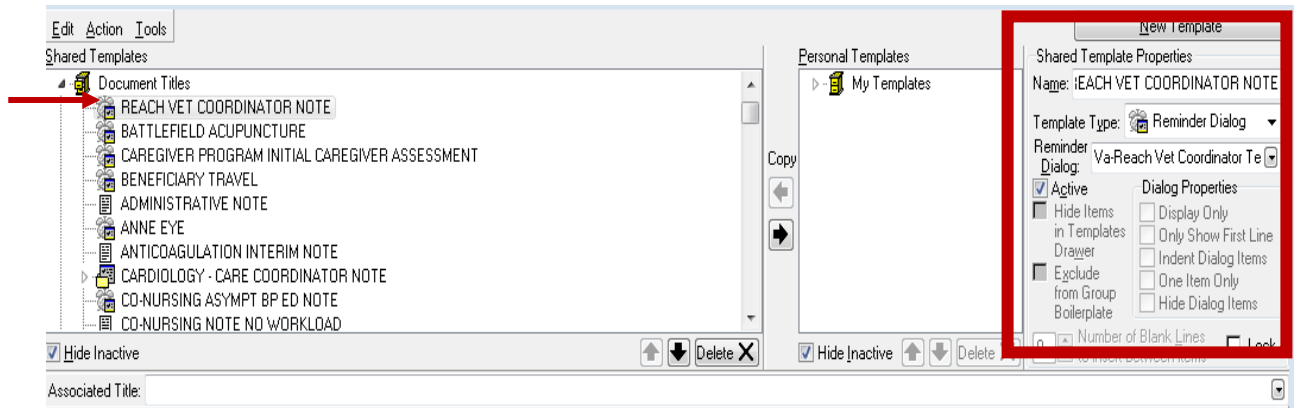 Edit Action Tools
New Template
Shared Templates
Personal Templates
Shared Template Properties
Document Titles
REACH VET COORDINATOR NOTE
BATTLEFIELD ACUPUNCTURE
CAREGIVER PROGRAM INITIAL CAREGIVER ASSESSMENT
BENEFICIARY TRAVEL
ADMINISTRATIVE NOTE
ANNE EYE
ANTICOAGULATION INTERIM NOTE
CARDIOLOGY - CARE COORDINATOR NOTE
CO-NURSING ASYMPT BP ED NOTE
CO-NURSING NOTE NO WORKLOAD
Copy
My Templates
Name: EACH VET COORDINATOR NOTE
Template Type: Reminder Dialog
Reminder
Dialog: Va-Reach Vet Coordinator Te
Active
Hide Items
in Templates
Drawer
Exclude
from Group
Boilerplate
Dialog Properties
Display Only
Only Show First Line
Indent Dialog Items
One Item Only
Hide Dialog Items
Number of Blank Lines
to Insert Between Items
Lock
Hide Inactive
Delete
Hide Inactive
Delete
Associated Title: